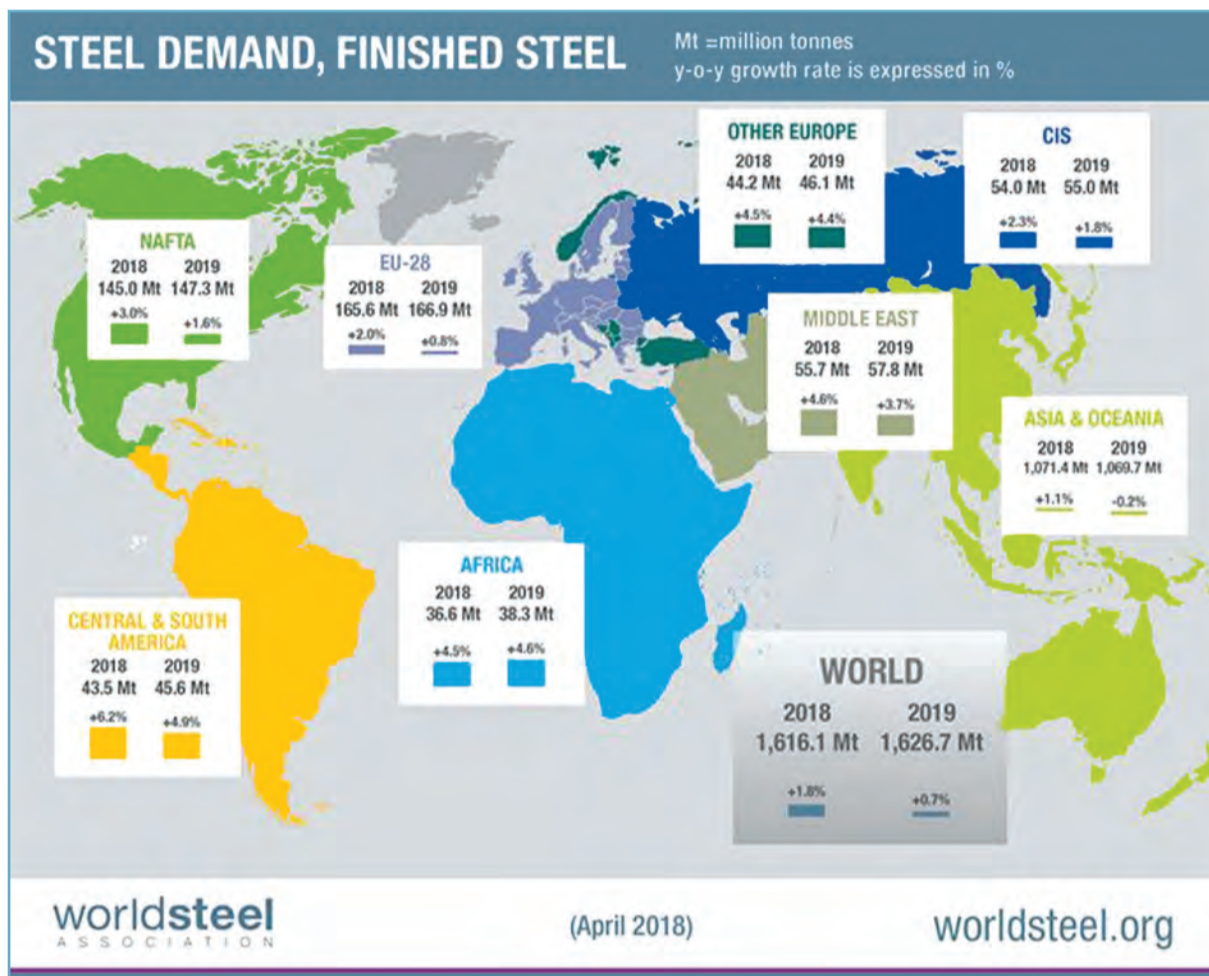 STEEL DEMAND, FINISHED STEEL
Mt =million tonnes
y-o-y growth rate is expressed in %
OTHER EUROPE
2018 2019
44.2 Mt 46.1 Mt
+4.5% +4.4%
CIS
2018 2019
54.0 Mt 55.0 Mt
+2.3% +1.8%
NAFTA
2018 2019
145.0 Mt 147.3 Mt
+3.0% +1.6%
EU-28
2018 2019
165.6 Mt 166.9 Mt
+2.0% +0.8%
MIDDLE EAST
2018 2019
55.7 Mt 57.8 Mt
+4.6% +3.7%
ASIA & OCEANIA
2018 2019
1,071.4 Mt 1,069.7 Mt
+1.1% -0.2%
AFRICA
2018 2019
36.6 Mt 38.3 Mt
+4.5% +4.6%
CENTRAL & SOUTH
AMERICA
2018 2019
43.5 Mt 45.6 Mt
+6.2% +4.9%
WORLD
2018 2019
1,616.1 Mt 1,626.7 Mt
+1.8% +0.7%
worldsteel
ASSOCIATION
(April 2018)
worldsteel.org